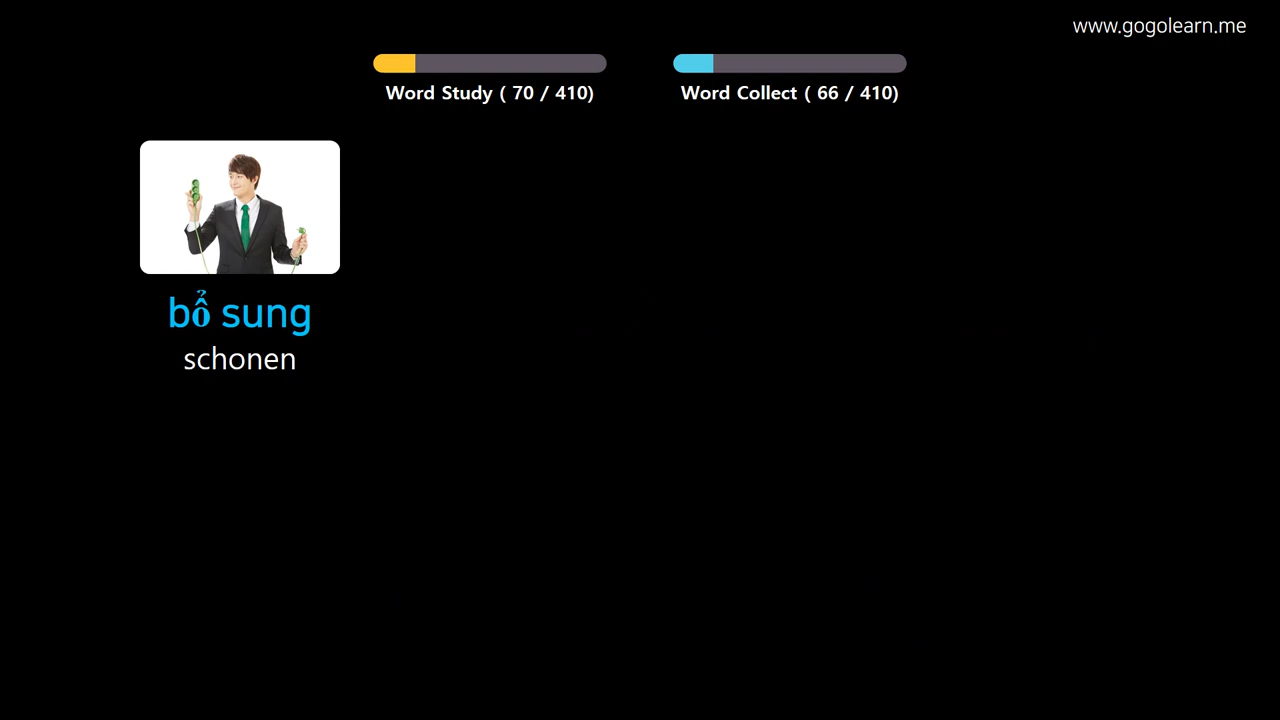 www.gogolearn.me
Word Study ( 70 / 410)
Word Collect ( 66 / 410)
bổ sung
schonen